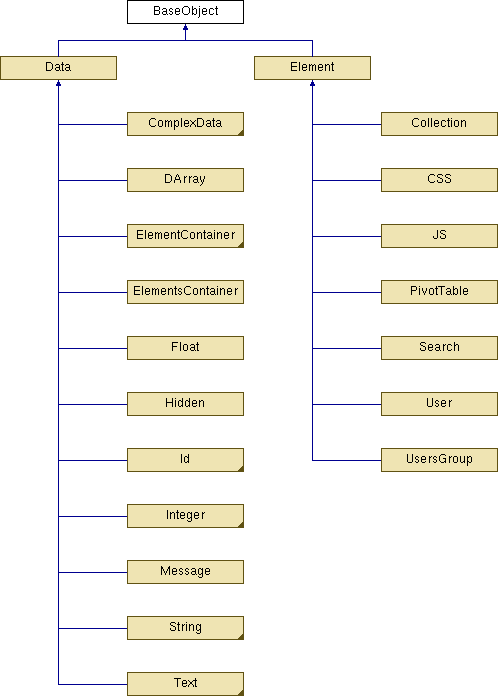 BaseObject
Data
Element
ComplexData
Collection
DArray
CSS
ElementContainer
JS
ElementsContainer
PivotTable
Float
Search
Hidden
User
Id
UsersGroup
Integer
Message
String
Text